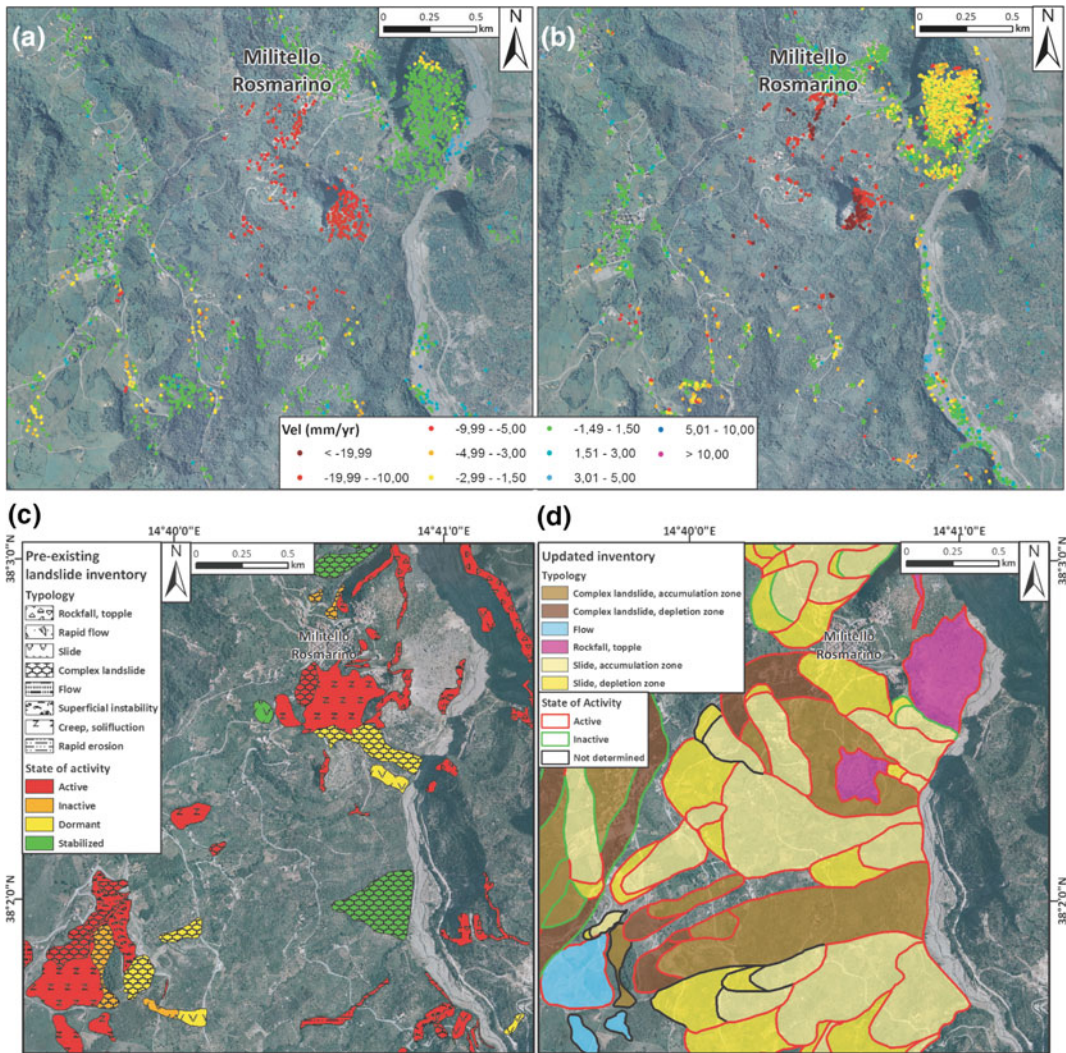 (a)
0
0.25
0.5
km
N
Militello
Rosmarino
(b)
0
0.25
0.5
km
N
Militello
Rosmarino
Vel (mm/yr)
< -19,99
-19,99 - -10,00
-9,99 - -5,00
-4,99 - -3,00
-2,99 - -1,50
-1,49 - 1,50
1,51 - 3,00
3,01 - 5,00
5,01 - 10,00
> 10,00
(c)
14°40'0"E
14°41'0"E
38°3'0"N
38°2'0"N
Pre-existing
landslide inventory
Typology
Rockfall, topple
Rapid flow
Slide
Complex landslide
Flow
Superficial instability
Creep, solifluction
Rapid erosion
State of activity
Active
Inactive
Dormant
Stabilized
N
0
0.25
0.5
km
Militello
Rosmarino
(d)
14°40'0"E
14°41'0"E
38°3'0"N
38°2'0"N
Updated inventory
Typology
Complex landslide, accumulation zone
Complex landslide, depletion zone
Flow
Rockfall, topple
Slide, accumulation zone
Slide, depletion zone
State of Activity
Active
Inactive
Not determined
0
0.25
0.5
km
N
Militello
Rosmarino